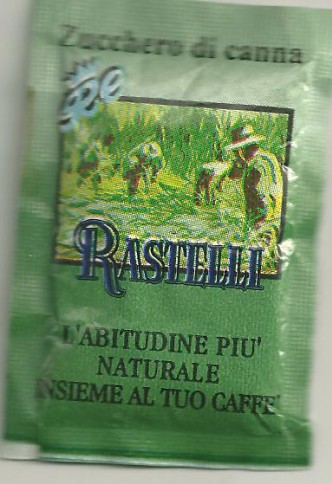 Zucchero di canna
RASTELLI
L'ABITUDINE PIU'
NATURALE
INSIEME AL TUO CAFFE'